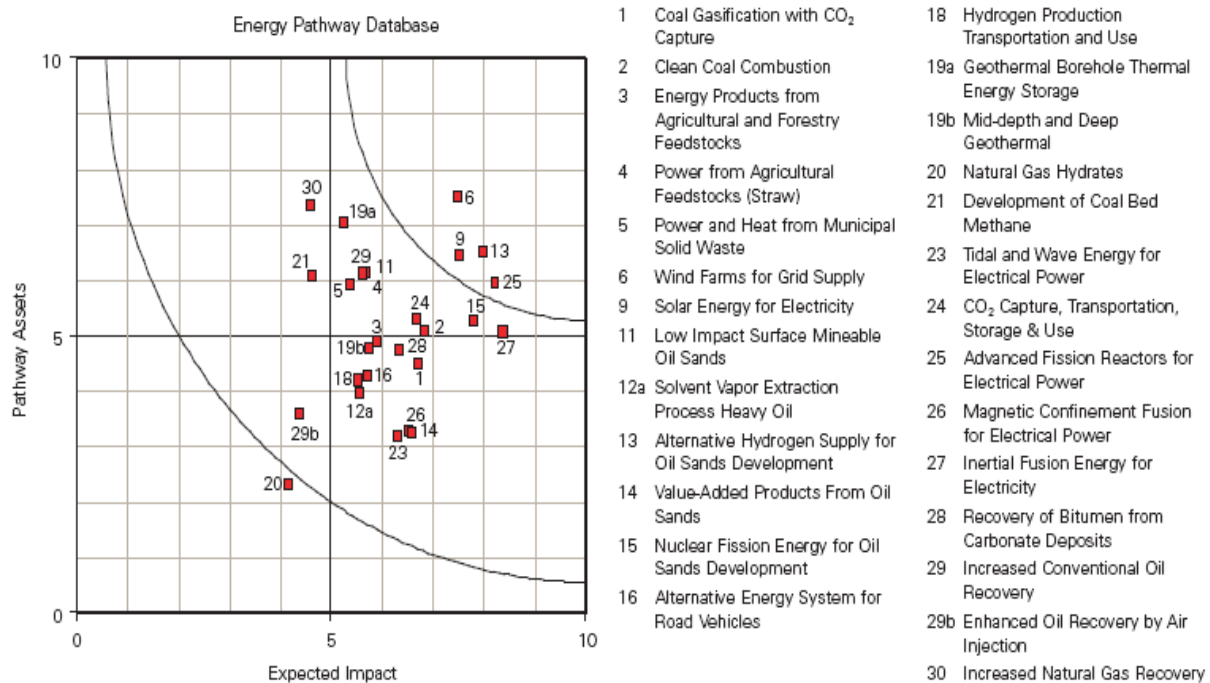 Energy Pathway Database
10
30
19a
6
9
13
29
11
21
5
4
25
24
15
2
Pathway Assets
5
3
19b
28
27
18
16
1
12a
26
29b
14
23
20
0
0
5
10
Expected Impact
1 Coal Gasification with CO₂
Capture
2 Clean Coal Combustion
3 Energy Products from
Agricultural and Forestry
Feedstocks
4 Power from Agricultural
Feedstocks (Straw)
5 Power and Heat from Municipal
Solid Waste
6 Wind Farms for Grid Supply
9 Solar Energy for Electricity
11 Low Impact Surface Mineable
Oil Sands
12a Solvent Vapor Extraction
Process Heavy Oil
13 Alternative Hydrogen Supply for
Oil Sands Development
14 Value-Added Products From Oil
Sands
15 Nuclear Fission Energy for Oil
Sands Development
16 Alternative Energy System for
Road Vehicles
18 Hydrogen Production
Transportation and Use
19a Geothermal Borehole Thermal
Energy Storage
19b Mid-depth and Deep
Geothermal
20 Natural Gas Hydrates
21 Development of Coal Bed
Methane
23 Tidal and Wave Energy for
Electrical Power
24 CO₂ Capture, Transportation,
Storage & Use
25 Advanced Fission Reactors for
Electrical Power
26 Magnetic Confinement Fusion
for Electrical Power
27 Inertial Fusion Energy for
Electricity
28 Recovery of Bitumen from
Carbonate Deposits
29 Increased Conventional Oil
Recovery
29b Enhanced Oil Recovery by Air
Injection
30 Increased Natural Gas Recovery